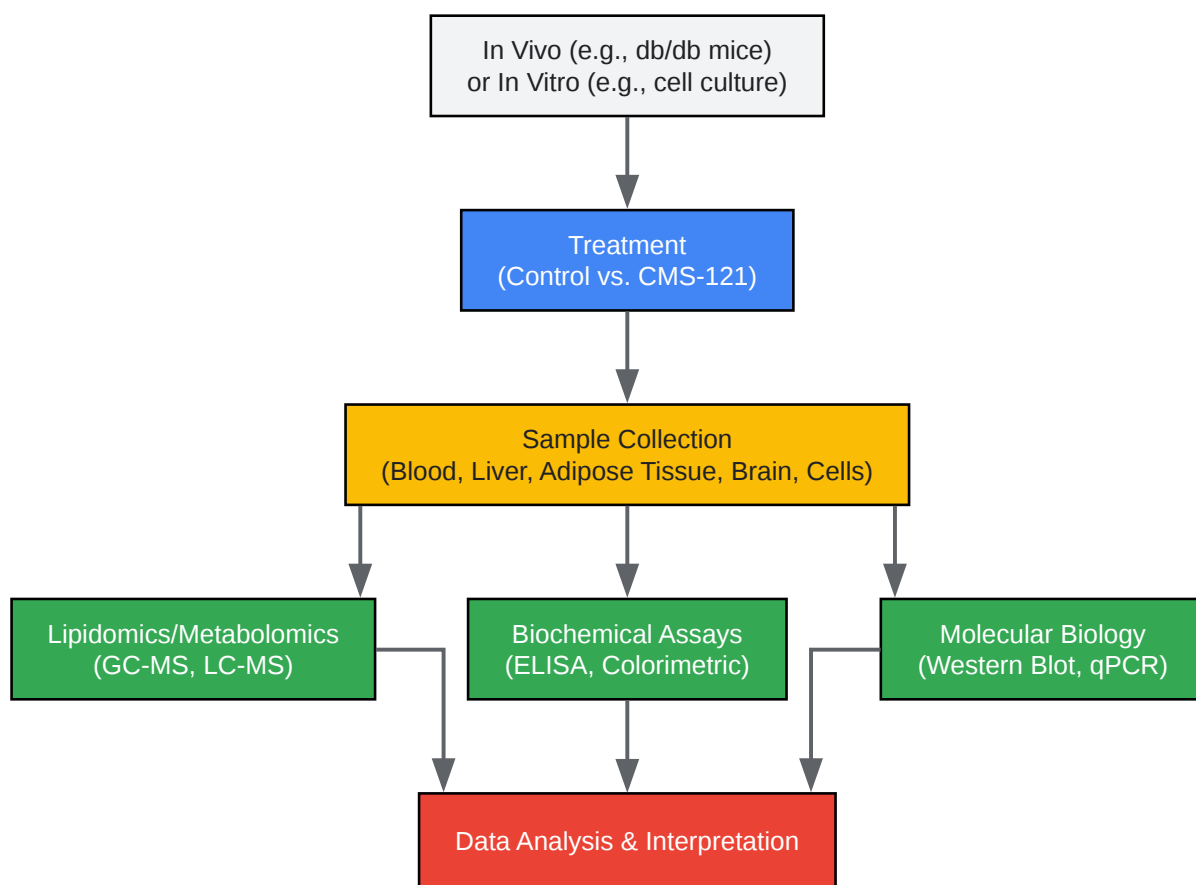 In Vivo (e.g., db/db mice)
or In Vitro (e.g., cell culture)
Treatment
(Control vs. CMS-121)
Sample Collection
(Blood, Liver, Adipose Tissue, Brain, Cells)
Lipidomics/Metabolomics
(GC-MS, LC-MS)
Biochemical Assays
(ELISA, Colorimetric)
Molecular Biology
(Western Blot, qPCR)
Data Analysis & Interpretation